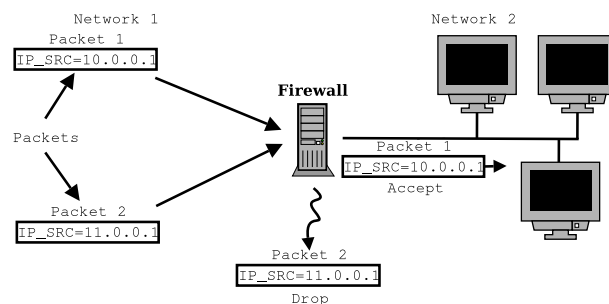 Network 1
Packet 1
IP_SRC=10.0.0.1
Packets
Packet 2
IP_SRC=11.0.0.1
Firewall
Network 2
Packet 1
IP_SRC=10.0.0.1
Accept
Packet 2
IP_SRC=11.0.0.1
Drop